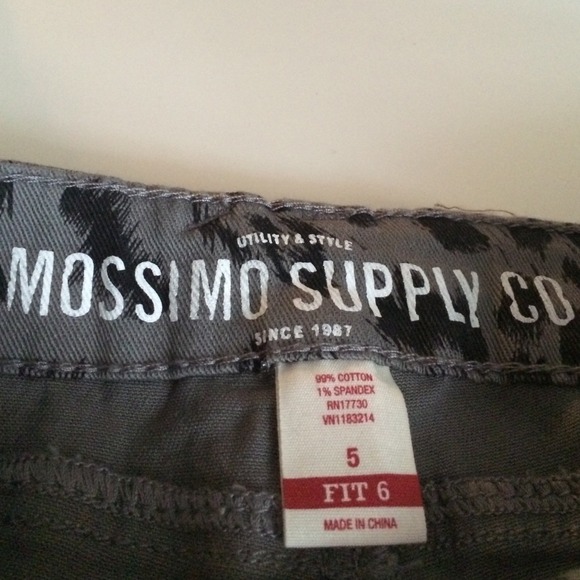 UTILITY & STYLE
MOSSIMO SUPPLY CO
SINCE 1987
99% COTTON
1% SPANDEX
RN17730
VN1183214
5
FIT 6
MADE IN CHINA